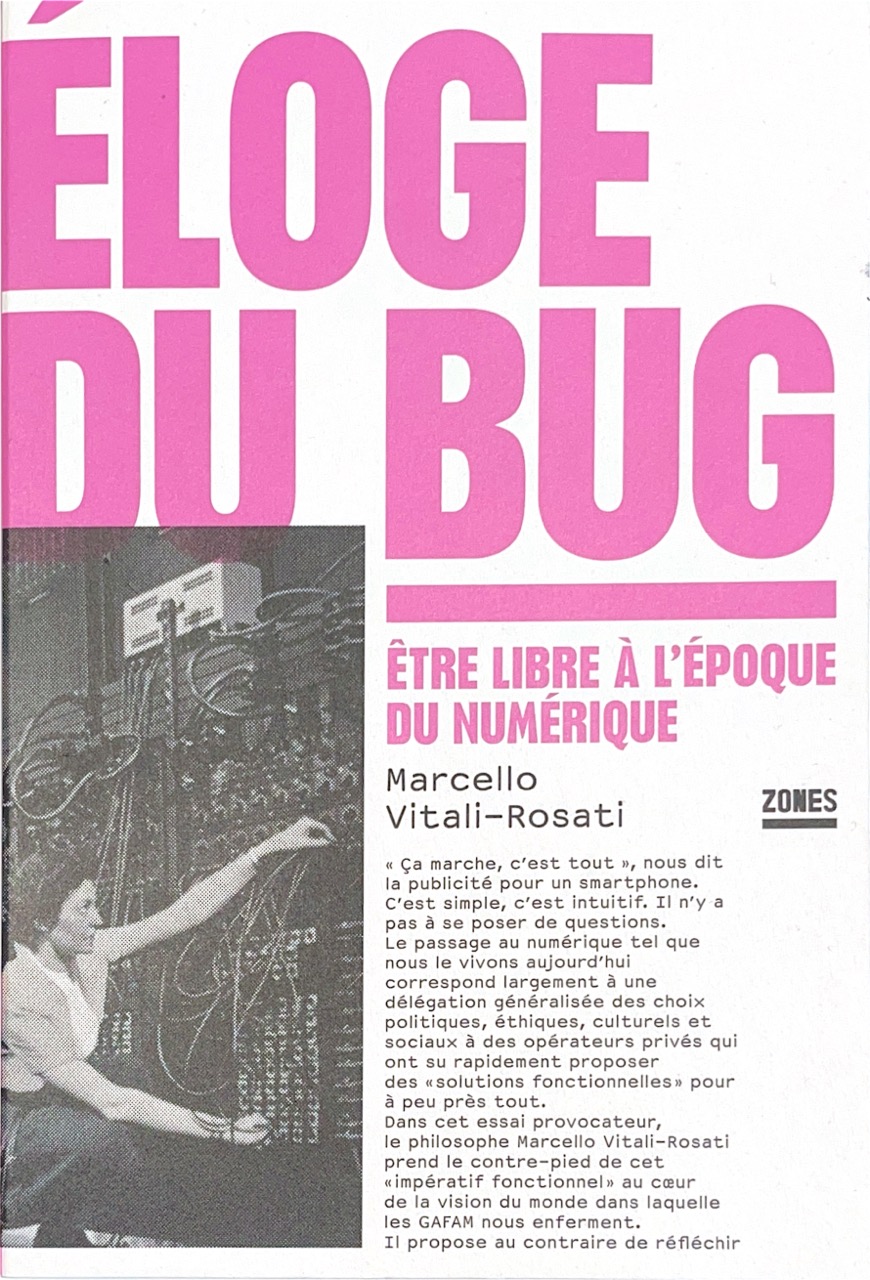 ÉLOGE
DU BUG
ÊTRE LIBRE À L'ÉPOQUE
DU NUMÉRIQUE
Marcello
Vitali-Rosati
ZONES
« Ça marche, c'est tout », nous dit
la publicité pour un smartphone.
C'est simple, c'est intuitif. Il n'y a
pas à se poser de questions.
Le passage au numérique tel que
nous le vivons aujourd'hui
correspond largement à une
délégation généralisée des choix
politiques, éthiques, culturels et
sociaux à des opérateurs privés qui
ont su rapidement proposer
des «solutions fonctionnelles» pour
à peu près tout.
Dans cet essai provocateur,
le philosophe Marcello Vitali-Rosati
prend le contre-pied de cet
«impératif fonctionnel» au cœur
de la vision du monde dans laquelle
les GAFAM nous enferment.
Il propose au contraire de réfléchir